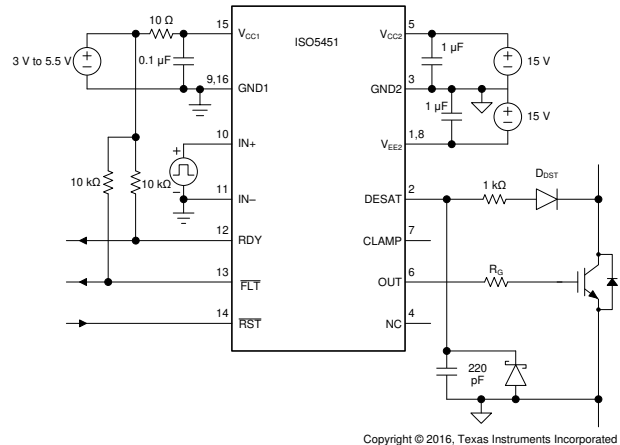 10 Ω
15
VCC1
ISO5451
VCC2
5
3 V to 5.5 V
0.1 µF
1 µF
15 V
9,16
GND1
GND2
3
1 µF
15 V
10
IN+
VEE2
1,8
10 kΩ
10 kΩ
11
IN–
DESAT
2
1 kΩ
DDST
12
RDY
CLAMP
7
13
FLT
OUT
6
RG
14
RST
NC
4
220
pF
Copyright © 2016, Texas Instruments Incorporated